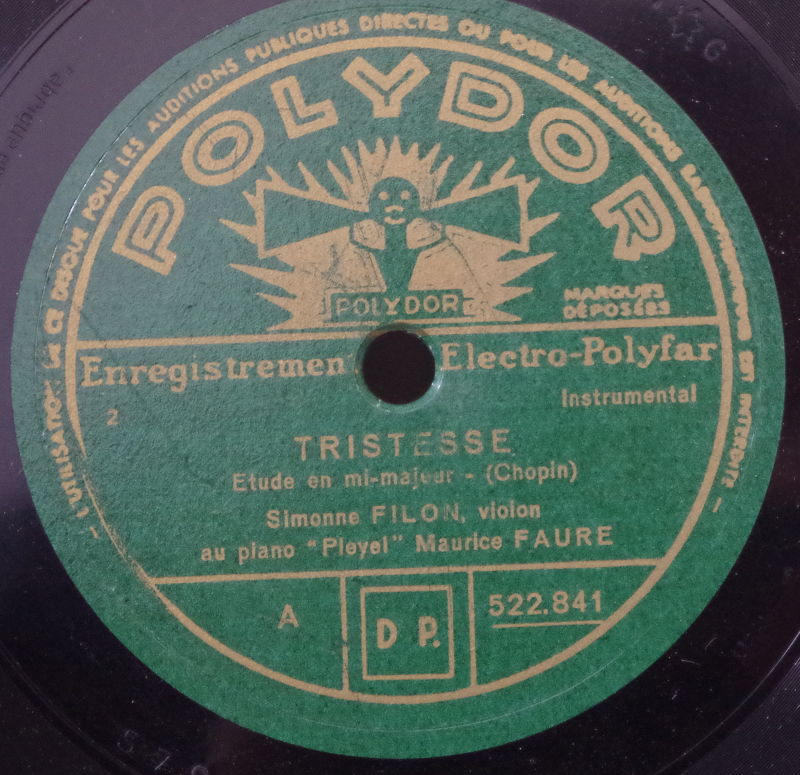 - L'UTILISATION DE CE DISQUE POUR LES AUDITIONS PUBLIQUES DIRECTES OU POUR LES AUDITIONS RADIOPHONIQUES EST INTERDITE -
POLYDOR
POLYDOR
MARQUES
DÉPOSÉES
Enregistremen Electro-Polyfar
2
Instrumental
TRISTESSE
Etude en mi-majeur - (Chopin)
Simonne FILON, violon
au piano "Pleyel" Maurice FAURE
A
D P.
522.841